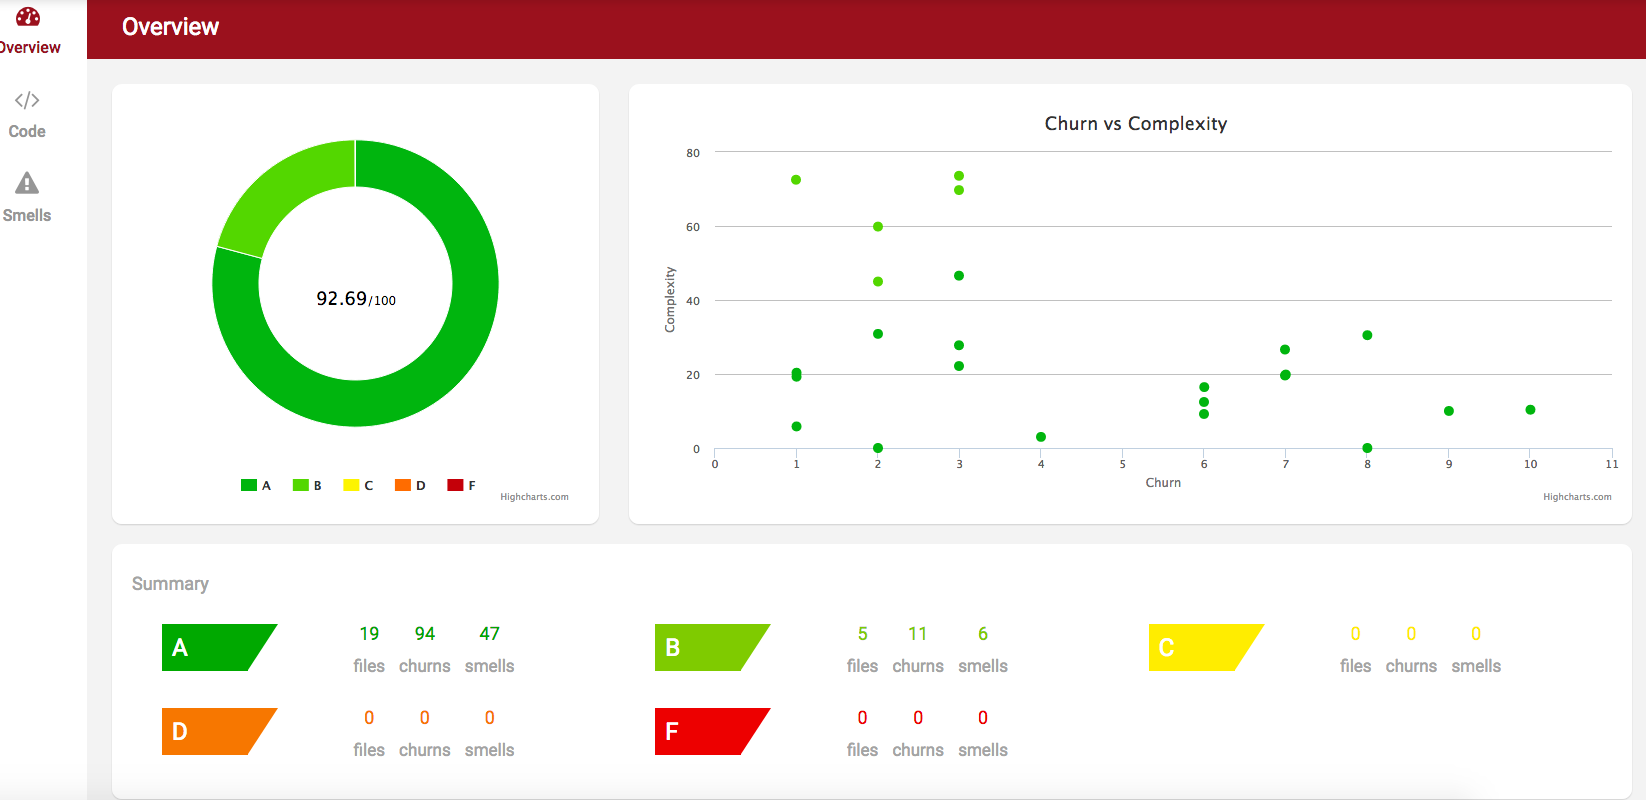 Overview
Overview
Code
Smells
92.69/100
A B C D F
Highcharts.com
Churn vs Complexity
Complexity
80
60
40
20
0
0 1 2 3 4 5 6 7 8 9 10 11
Churn
Highcharts.com
Summary
A
19 94 47
files churns smells
B
5 11 6
files churns smells
C
0 0 0
files churns smells
D
0 0 0
files churns smells
F
0 0 0
files churns smells